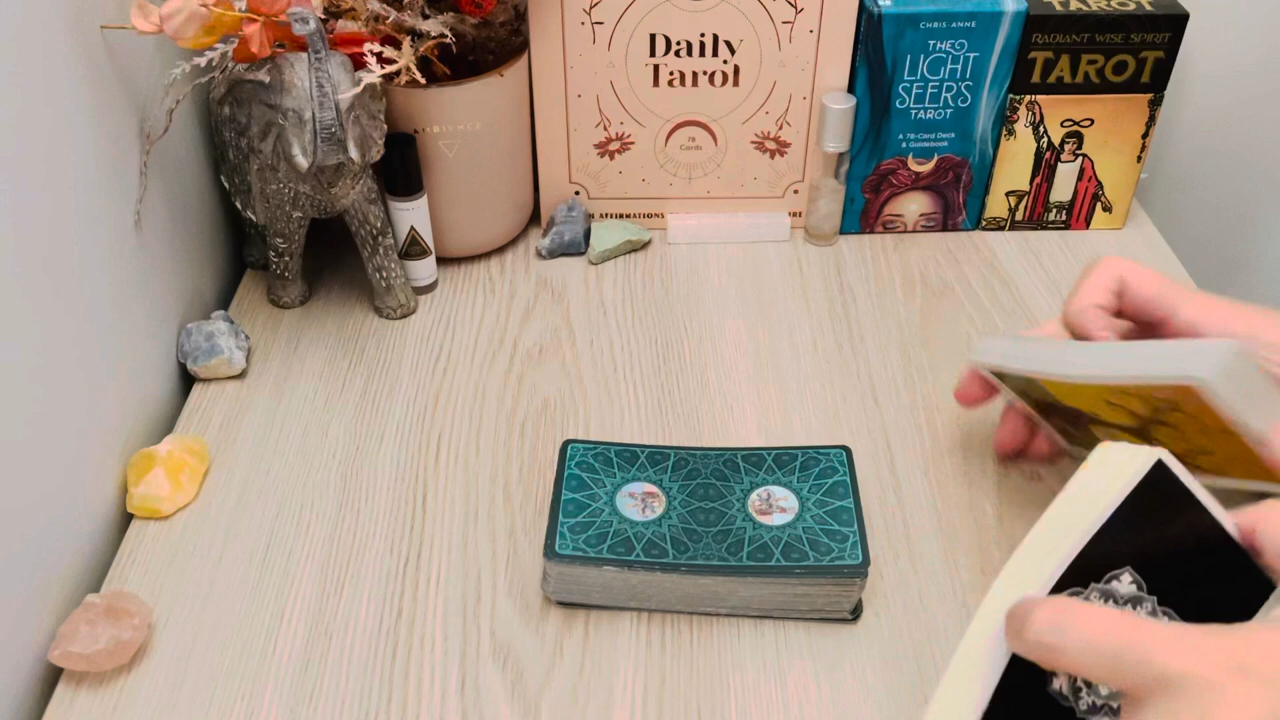 Daily
Tarot
78
Cards
AFFIRMATIONS
CHRIS-ANNE
THE
LIGHT
SEER'S
TAROT
A 78-Card Deck
& Guidebook
TAROT
RADIANT WISE SPIRIT
TAROT
AMBIENCE